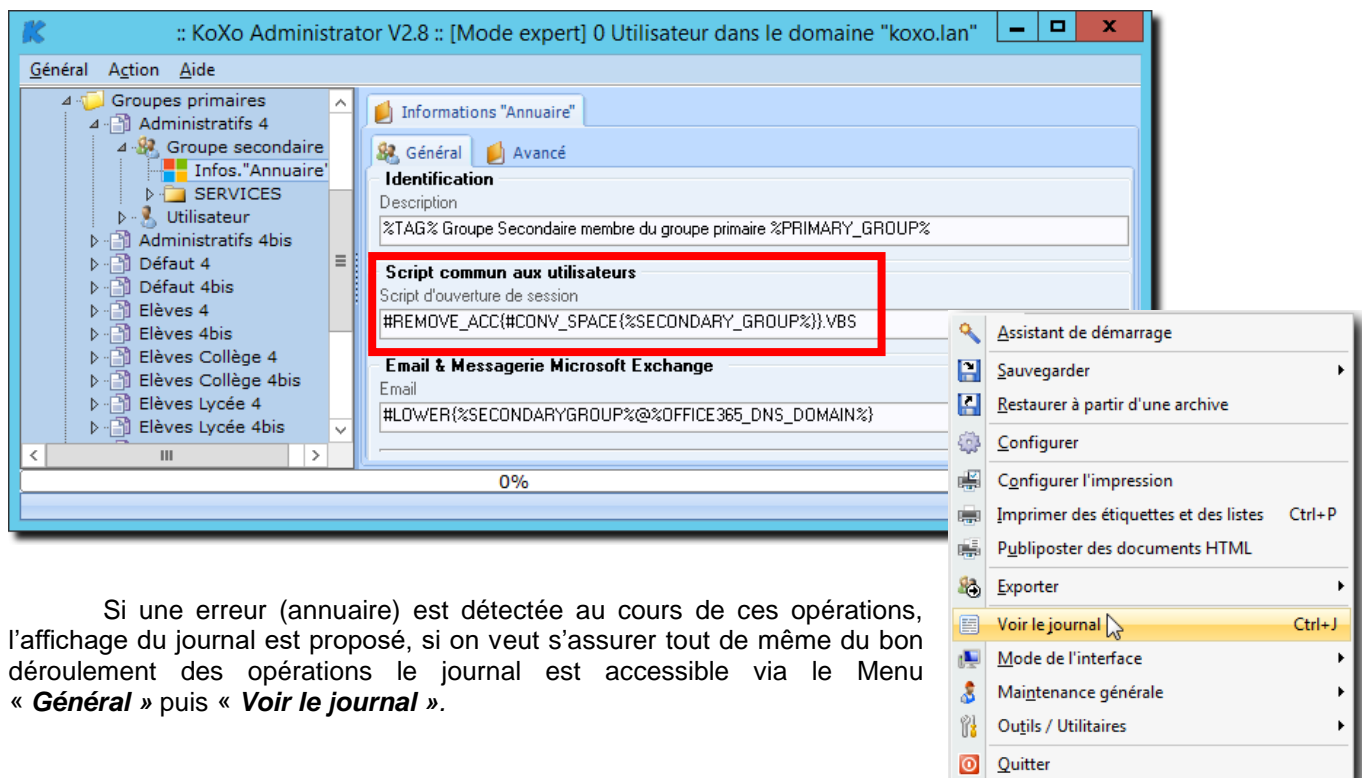 :: KoXo Administrator V2.8 :: [Mode expert] 0 Utilisateur dans le domaine "koxo.lan"
Général Action Aide
Groupes primaires
Administratifs 4
Groupe secondaire
Infos."Annuaire"
SERVICES
Utilisateur
Administratifs 4bis
Défaut 4
Défaut 4bis
Elèves 4
Elèves 4bis
Elèves Collège 4
Elèves Collège 4bis
Elèves Lycée 4
Elèves Lycée 4bis
Informations "Annuaire"
Général Avancé
Identification
Description
%TAG% Groupe Secondaire membre du groupe primaire %PRIMARY_GROUP%
Script commun aux utilisateurs
Script d'ouverture de session
#REMOVE_ACC{#CONV_SPACE{%SECONDARY_GROUP%}}.VBS
Email & Messagerie Microsoft Exchange
Email
#LOWER{%SECONDARYGROUP%@%OFFICE365_DNS_DOMAIN%}
0%
Assistant de démarrage
Sauvegarder
Restaurer à partir d'une archive
Configurer
Configurer l'impression
Imprimer des étiquettes et des listes Ctrl+P
Publiposter des documents HTML
Exporter
Voir le journal Ctrl+J
Mode de l'interface
Maintenance générale
Outils / Utilitaires
Quitter
Si une erreur (annuaire) est détectée au cours de ces opérations,
l'affichage du journal est proposé, si on veut s'assurer tout de même du bon
déroulement des opérations le journal est accessible via le Menu
« Général » puis « Voir le journal ».